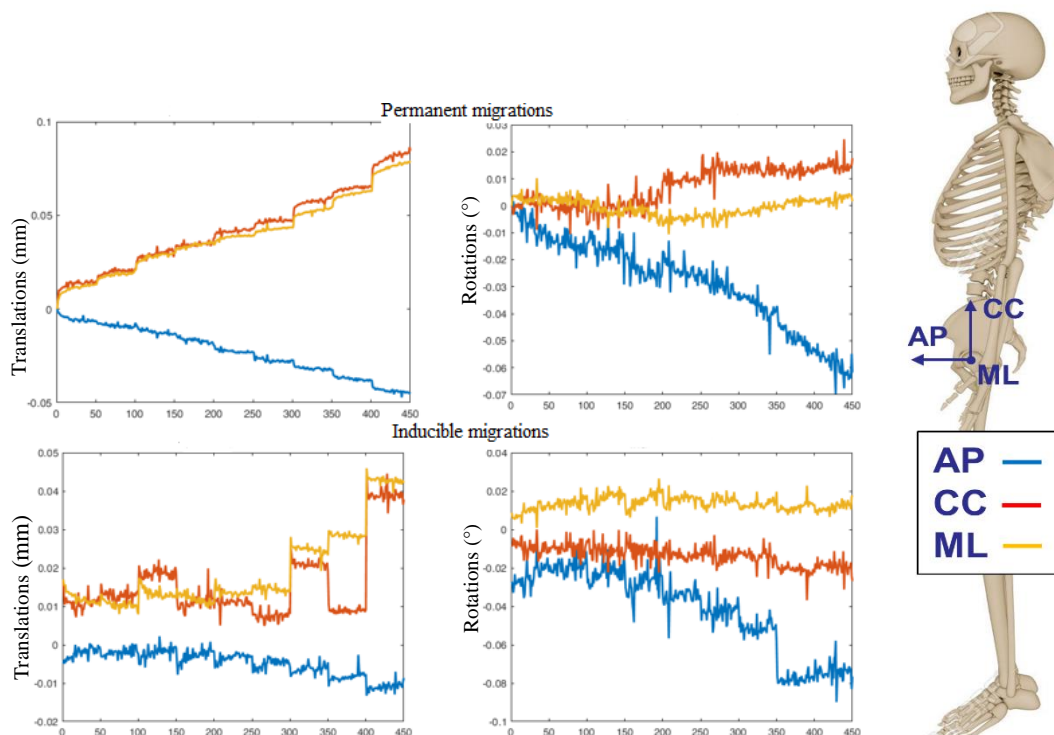 Permanent migrations
Translations (mm)
0.1
0.05
0
-0.05
0 50 100 150 200 250 300 350 400 450
Rotations (°)
0.03
0.02
0.01
0
-0.01
-0.02
-0.03
-0.04
-0.05
-0.06
-0.07
0 50 100 150 200 250 300 350 400 450
Inducible migrations
Translations (mm)
0.05
0.04
0.03
0.02
0.01
0
-0.01
-0.02
0 50 100 150 200 250 300 350 400 450
Rotations (°)
0.04
0.02
0
-0.02
-0.04
-0.06
-0.08
-0.1
0 50 100 150 200 250 300 350 400 450
CC
AP
ML
AP
CC
ML